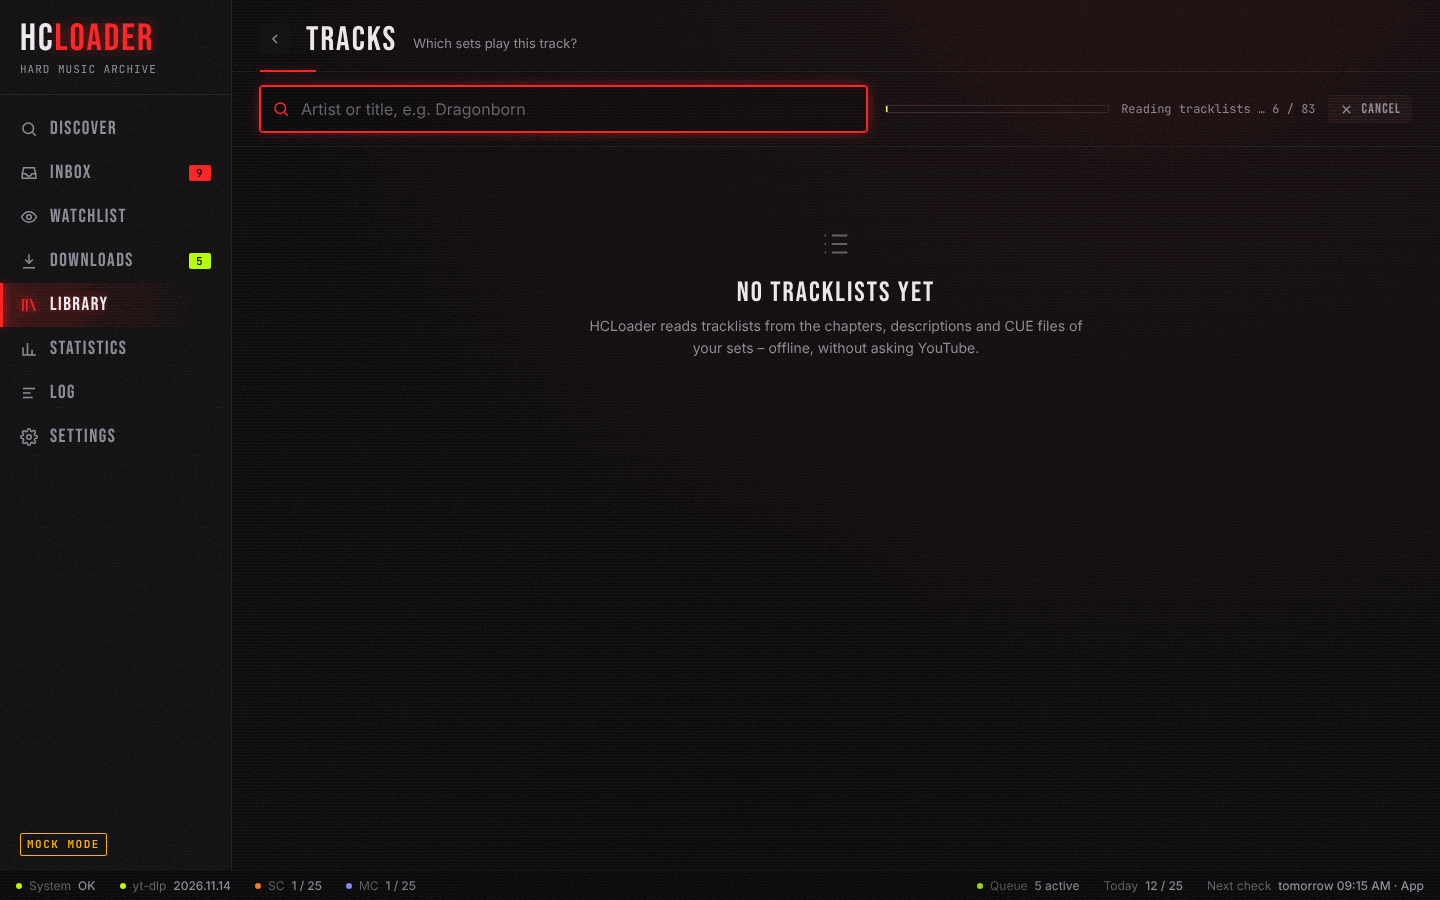 HCLOADER
HARD MUSIC ARCHIVE
DISCOVER
INBOX 9
WATCHLIST
DOWNLOADS 5
LIBRARY
STATISTICS
LOG
SETTINGS
MOCK MODE
TRACKS Which sets play this track?
Artist or title, e.g. Dragonborn
Reading tracklists … 6 / 83
CANCEL
NO TRACKLISTS YET
HCLoader reads tracklists from the chapters, descriptions and CUE files of
your sets – offline, without asking YouTube.
System OK yt-dlp 2026.11.14 SC 1 / 25 MC 1 / 25 Queue 5 active Today 12 / 25 Next check tomorrow 09:15 AM · App